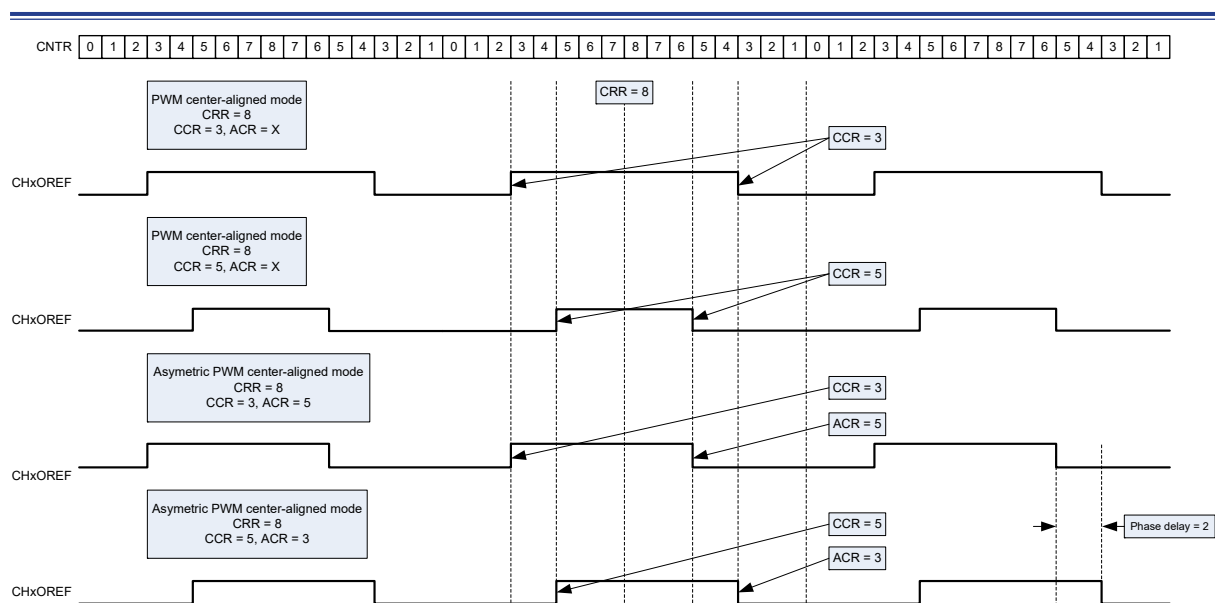 CNTR 0 1 2 3 4 5 6 7 8 7 6 5 4 3 2 1 0 1 2 3 4 5 6 7 8 7 6 5 4 3 2 1 0 1 2 3 4 5 6 7 8 7 6 5 4 3 2 1
PWM center-aligned mode
CRR = 8
CCR = 3, ACR = X
CRR = 8
CCR = 3
CHxOREF
PWM center-aligned mode
CRR = 8
CCR = 5, ACR = X
CCR = 5
CHxOREF
Asymetric PWM center-aligned mode
CRR = 8
CCR = 3, ACR = 5
CCR = 3
ACR = 5
CHxOREF
Asymetric PWM center-aligned mode
CRR = 8
CCR = 5, ACR = 3
CCR = 5
Phase delay = 2
ACR = 3
CHxOREF